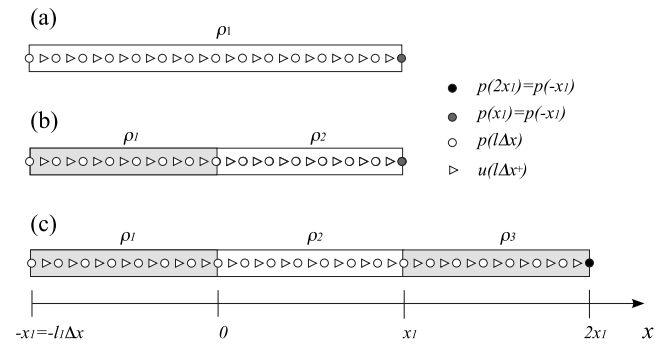 (a)
ρ1
p(2x1)=p(-x1)
p(x1)=p(-x1)
p(lΔx)
u(lΔx⁺)
(b)
ρ1 ρ2
(c)
ρ1 ρ2 ρ3
-x1=-l1Δx 0 x1 2x1 x